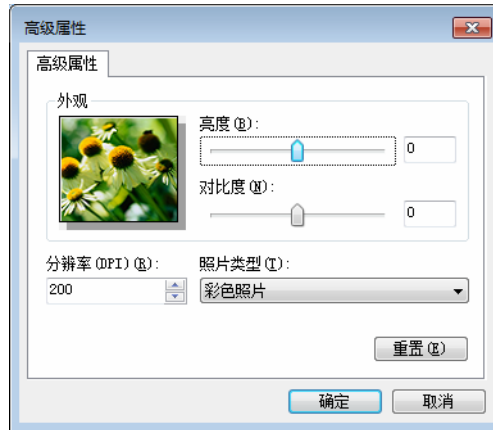 高级属性
高级属性
外观
亮度(B):
0
对比度(N):
0
分辨率(DPI)(R):
照片类型(T):
200
彩色照片
重置(E)
确定
取消